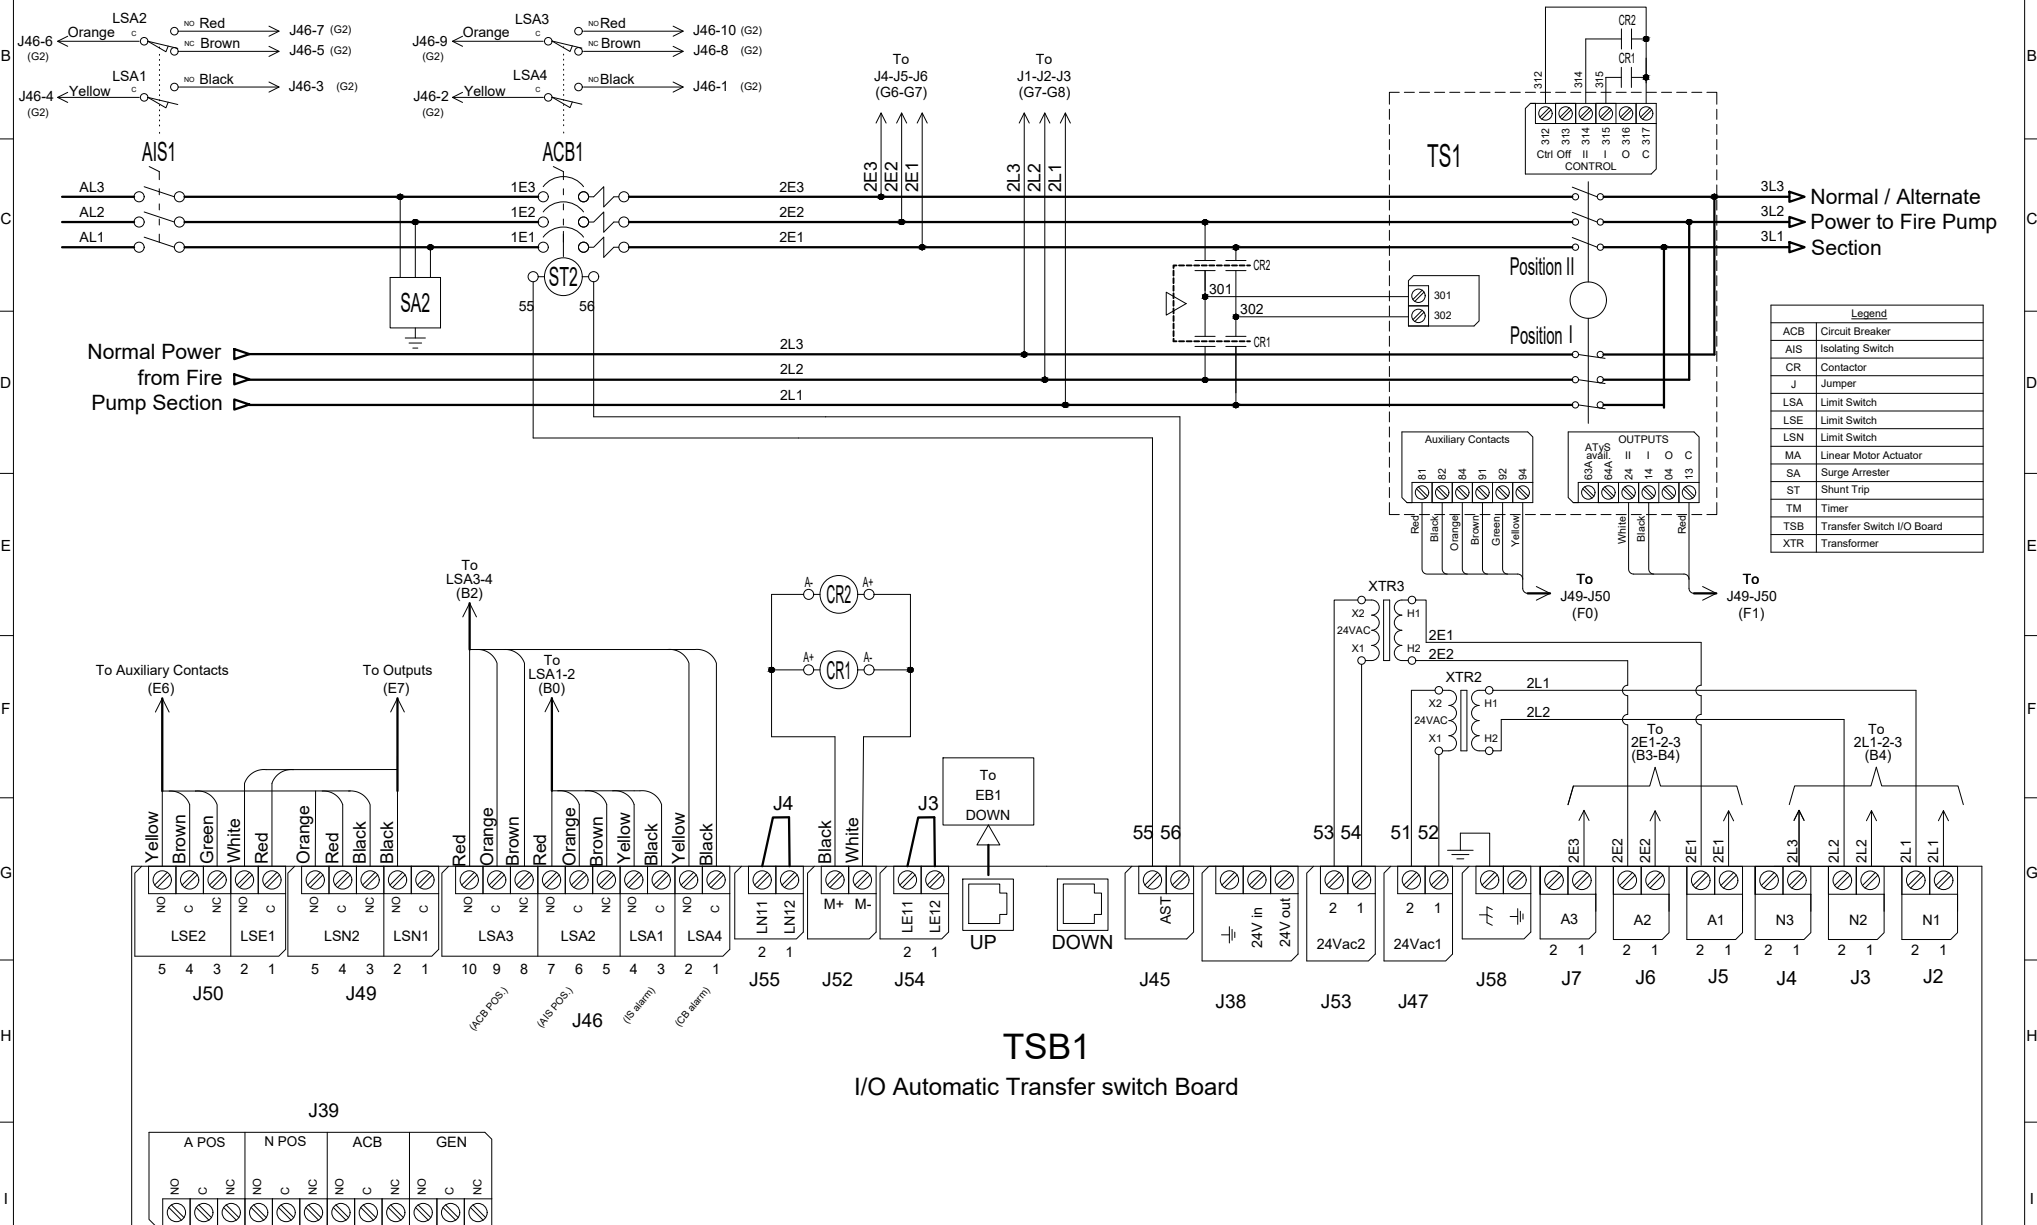 LSA2
NO Red
J46-7 (G2)
J46-6
(G2)
Orange
C
NC Brown
J46-5 (G2)
LSA1
NO Black
J46-3 (G2)
J46-4
(G2)
Yellow
C
LSA3
NO Red
J46-10 (G2)
J46-9
(G2)
Orange
C
NC Brown
J46-8 (G2)
LSA4
NO Black
J46-1 (G2)
J46-2
(G2)
Yellow
C
To
J4-J5-J6
(G6-G7)
To
J1-J2-J3
(G7-G8)
CR2
CR1
312
314
315
312 313 314 315 316 317
Ctrl Off II I O C
CONTROL
TS1
B
B
AIS1
ACB1
2E3
2E2
2E1
2L3
2L2
2L1
AL3
1E3
2E3
3L3
Normal / Alternate
AL2
1E2
2E2
3L2
Power to Fire Pump
AL1
1E1
2E1
3L1
Section
C
C
ST2
SA2
55
56
CR2
301
302
CR1
301
302
Position II
Position I
Normal Power
from Fire
Pump Section
2L3
2L2
2L1
D
D
Legend
ACB Circuit Breaker
AIS Isolating Switch
CR Contactor
J Jumper
LSA Limit Switch
LSE Limit Switch
LSN Limit Switch
MA Linear Motor Actuator
SA Surge Arrester
ST Shunt Trip
TM Timer
TSB Transfer Switch I/O Board
XTR Transformer
Auxiliary Contacts
81 82 84 91 92 94
Red Black Orange Brown Green Yellow
OUTPUTS
ATyS
avail. II I O C
63A 64A 24 14 04 13
White Black Red
To
J49-J50
(F0)
To
J49-J50
(F1)
E
E
To
LSA3-4
(B2)
A- CR2 A+
A+ CR1 A-
XTR3
X2 H1
24VAC
X1 H2
2E1
2E2
XTR2
X2 H1
24VAC
X1 H2
2L1
2L2
To Auxiliary Contacts
(E6)
To Outputs
(E7)
To
LSA1-2
(B0)
To
2E1-2-3
(B3-B4)
To
2L1-2-3
(B4)
F
F
To
EB1
DOWN
J4
J3
Yellow Brown Green White Red
Orange Red Black Black
Red Orange Brown Red Orange Brown Yellow Black Yellow Black
Black White
55 56
53 54
51 52
2E3 2E2 2E2 2E1 2E1 2L3 2L2 2L2 2L1 2L1
G
G
NO C NC NO C
LSE2 LSE1
5 4 3 2 1
J50
NO C NC NO C
LSN2 LSN1
5 4 3 2 1
J49
NO C NC NO C NC NO C NO C
LSA3 LSA2 LSA1 LSA4
10 9 8 7 6 5 4 3 2 1
(ACB POS.) (AIS POS.) (IS alarm) (CB alarm)
J46
LN11 LN12
2 1
J55
M+ M-
J52
LE11 LE12
2 1
J54
UP
DOWN
AST
J45
24V in
24V out
J38
2 1
24Vac2
J53
2 1
24Vac1
J47
J58
A3
2 1
J7
A2
2 1
J6
A1
2 1
J5
N3
2 1
J4
N2
2 1
J3
N1
2 1
J2
H
H
TSB1
I/O Automatic Transfer switch Board
J39
A POS N POS ACB GEN
NO C NC NO C NC NO C NC NO C NC
I
I